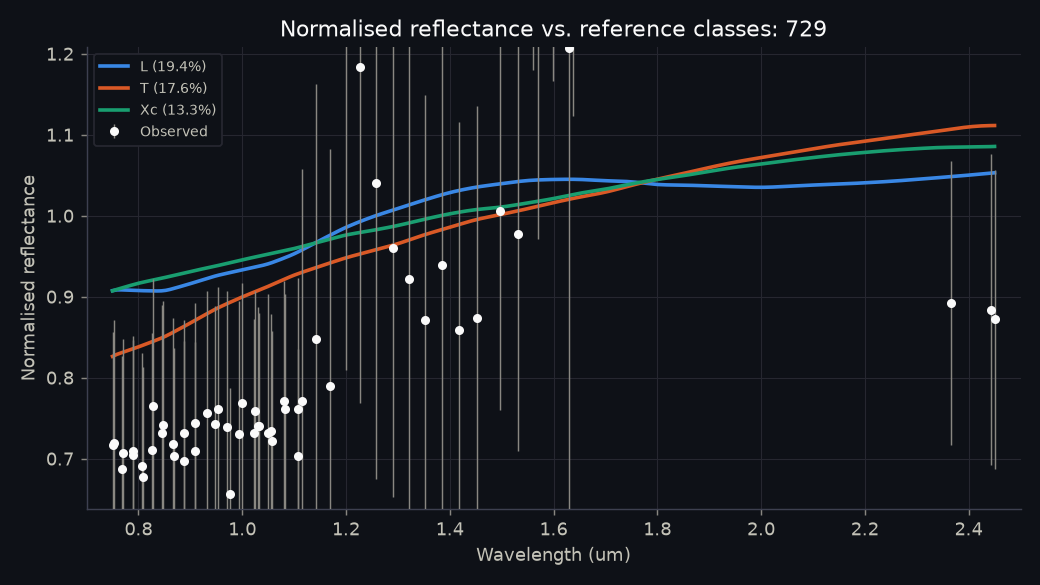 Normalised reflectance vs. reference classes: 729
1.2
1.1
1.0
0.9
0.8
0.7
Normalised reflectance
L (19.4%)
T (17.6%)
Xc (13.3%)
Observed
0.8 1.0 1.2 1.4 1.6 1.8 2.0 2.2 2.4
Wavelength (um)